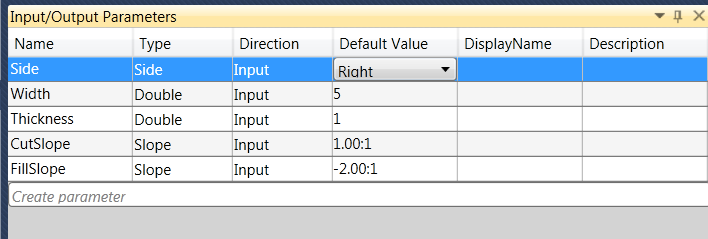 Input/Output Parameters
Name Type Direction Default Value DisplayName Description
Side Side Input Right
Width Double Input 5
Thickness Double Input 1
CutSlope Slope Input 1.00:1
FillSlope Slope Input -2.00:1
Create parameter